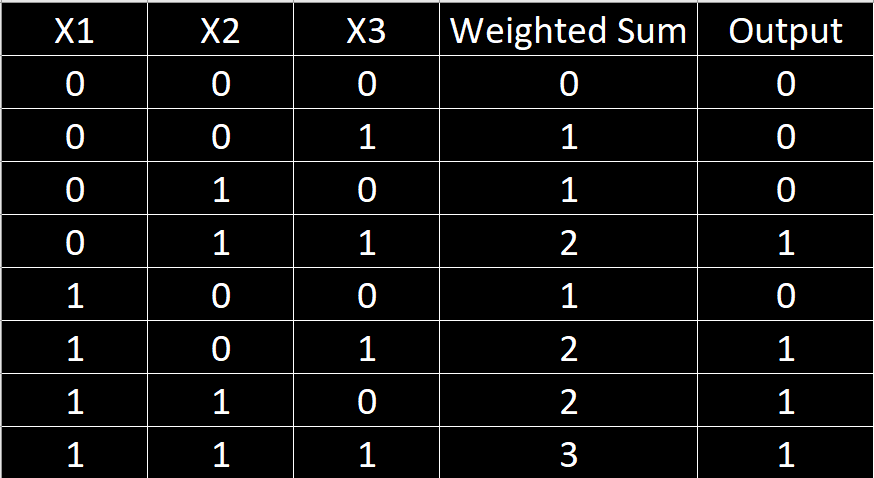 X1 X2 X3 Weighted Sum Output
0 0 0 0 0
0 0 1 1 0
0 1 0 1 0
0 1 1 2 1
1 0 0 1 0
1 0 1 2 1
1 1 0 2 1
1 1 1 3 1